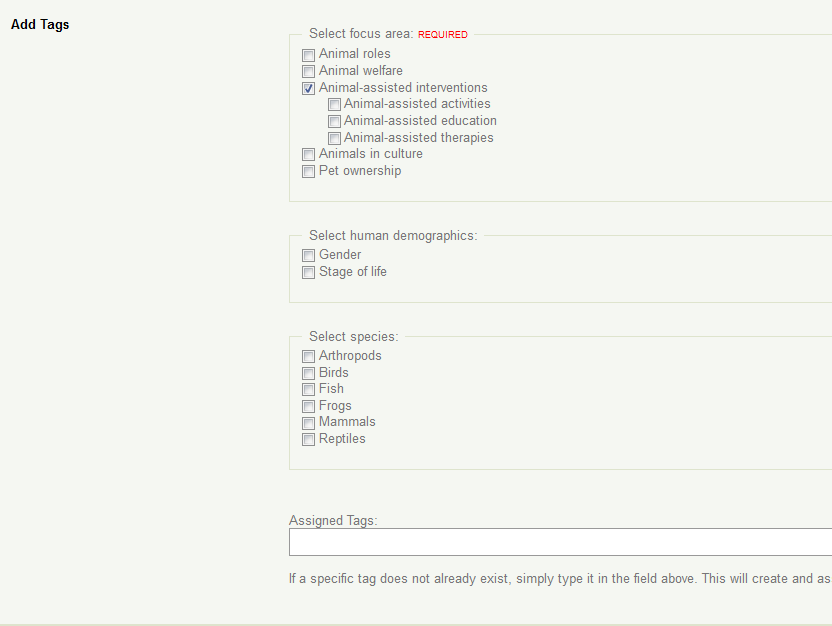 Add Tags
Select focus area: REQUIRED
Animal roles
Animal welfare
Animal-assisted interventions
Animal-assisted activities
Animal-assisted education
Animal-assisted therapies
Animals in culture
Pet ownership
Select human demographics:
Gender
Stage of life
Select species:
Arthropods
Birds
Fish
Frogs
Mammals
Reptiles
Assigned Tags:
If a specific tag does not already exist, simply type it in the field above. This will create and as